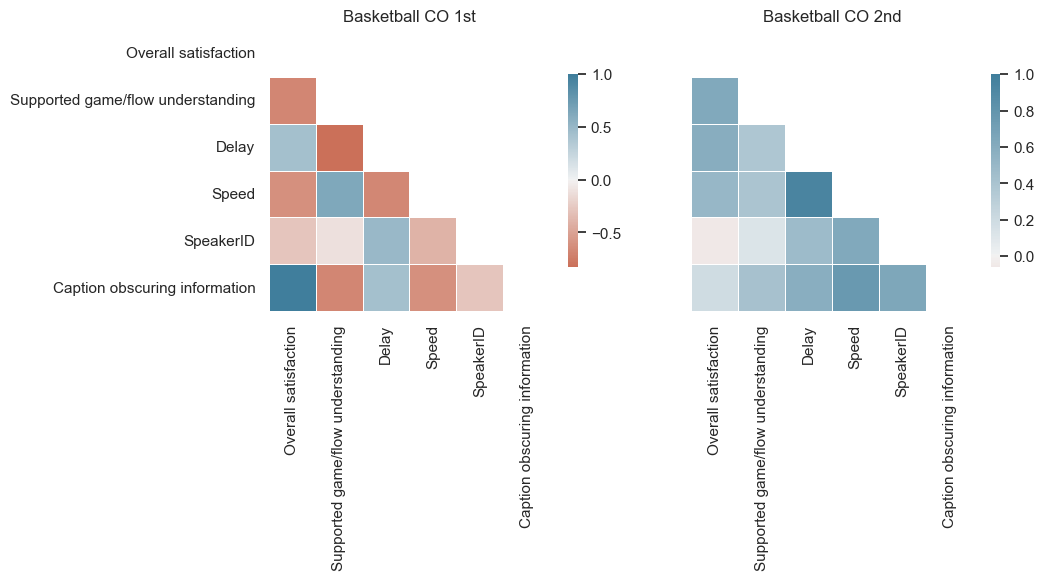 Basketball CO 1st
Basketball CO 2nd
Overall satisfaction
Supported game/flow understanding
Delay
Speed
SpeakerID
Caption obscuring information
1.0
0.5
0.0
−0.5
1.0
0.8
0.6
0.4
0.2
0.0
Overall satisfaction
Supported game/flow understanding
Delay
Speed
SpeakerID
Caption obscuring information
Overall satisfaction
Supported game/flow understanding
Delay
Speed
SpeakerID
Caption obscuring information